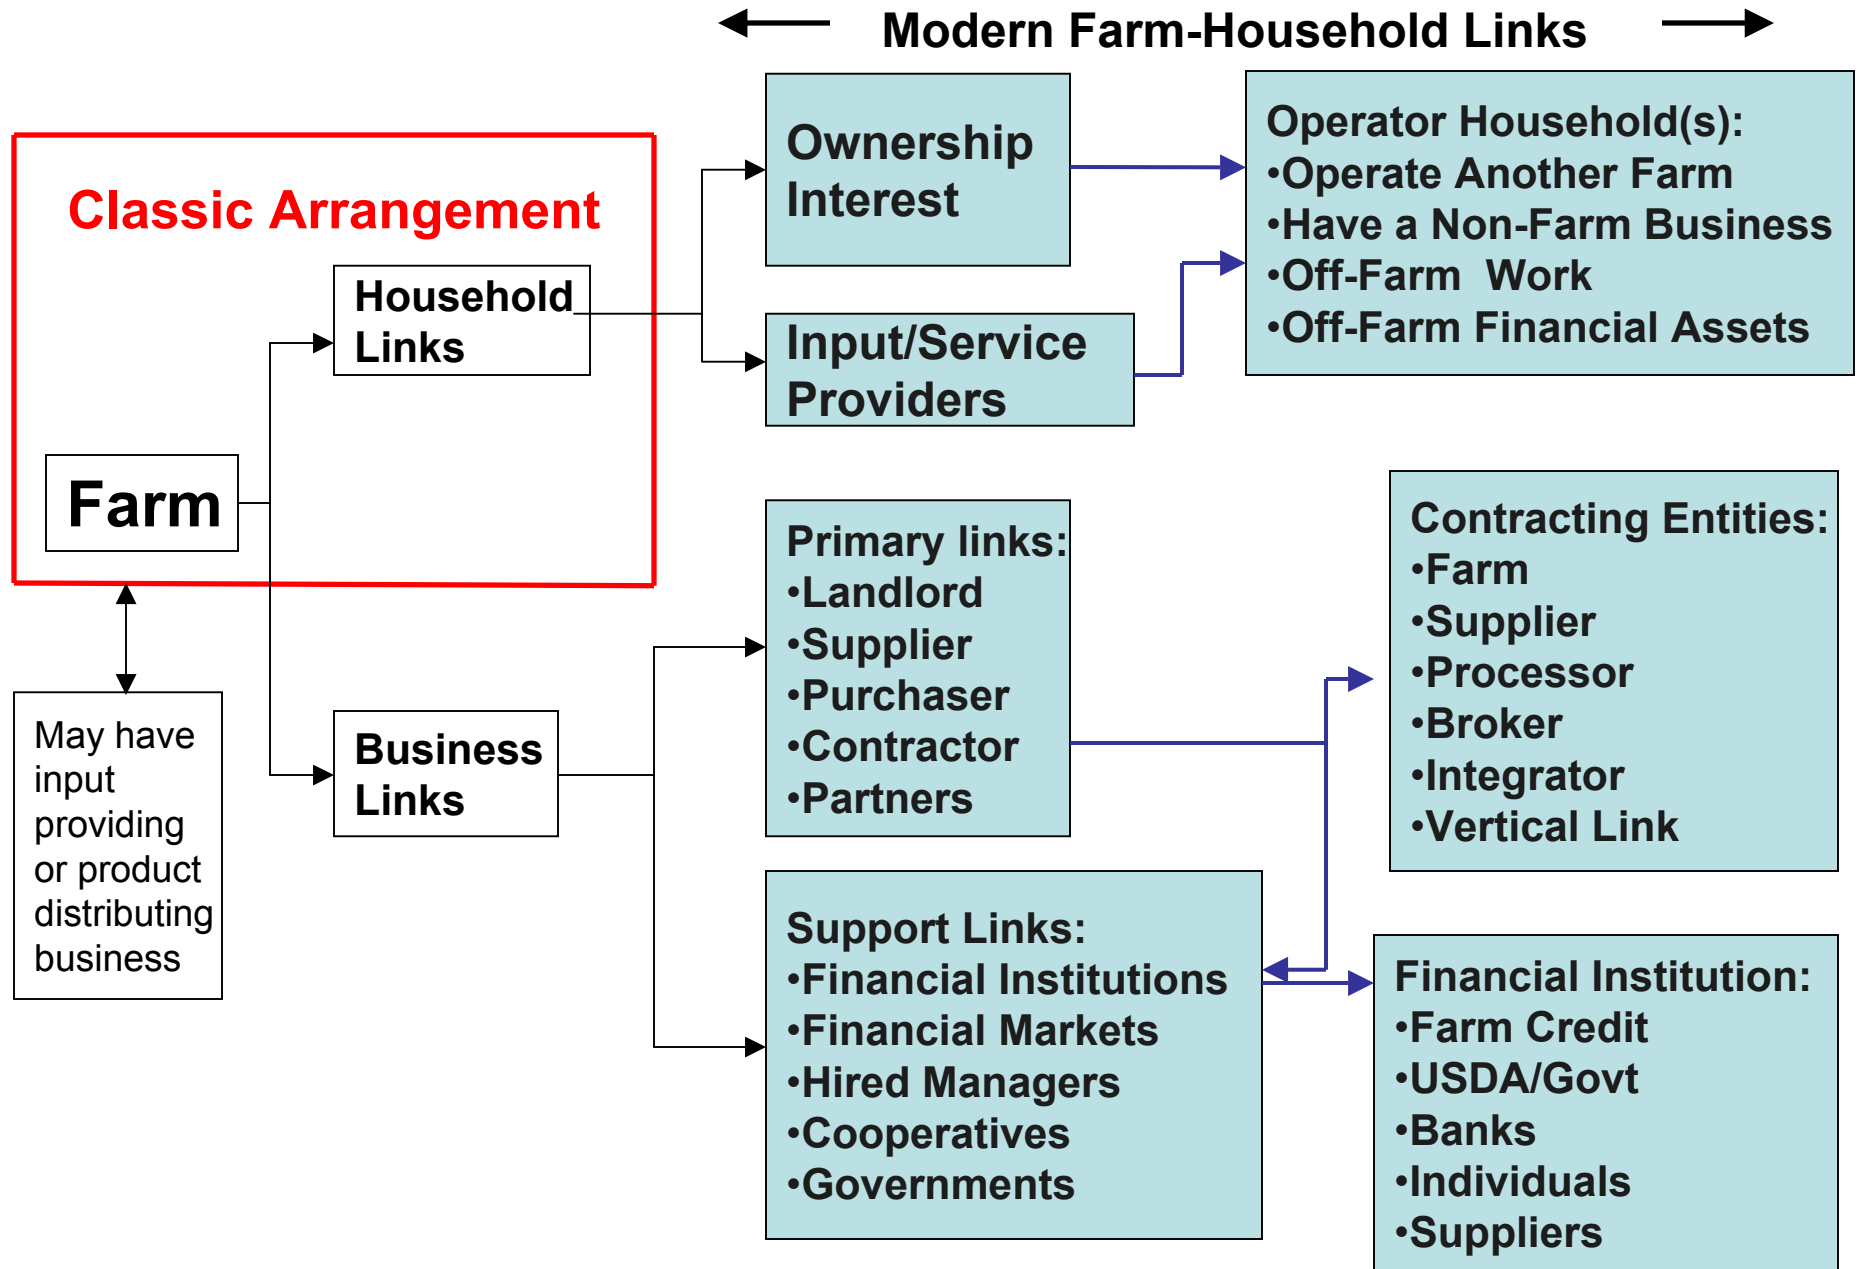 Modern Farm-Household Links
Classic Arrangement
Farm
Household
Links
Business
Links
May have
input
providing
or product
distributing
business
Ownership
Interest
Input/Service
Providers
Operator Household(s):
•Operate Another Farm
•Have a Non-Farm Business
•Off-Farm Work
•Off-Farm Financial Assets
Primary links:
•Landlord
•Supplier
•Purchaser
•Contractor
•Partners
Contracting Entities:
•Farm
•Supplier
•Processor
•Broker
•Integrator
•Vertical Link
Support Links:
•Financial Institutions
•Financial Markets
•Hired Managers
•Cooperatives
•Governments
Financial Institution:
•Farm Credit
•USDA/Govt
•Banks
•Individuals
•Suppliers